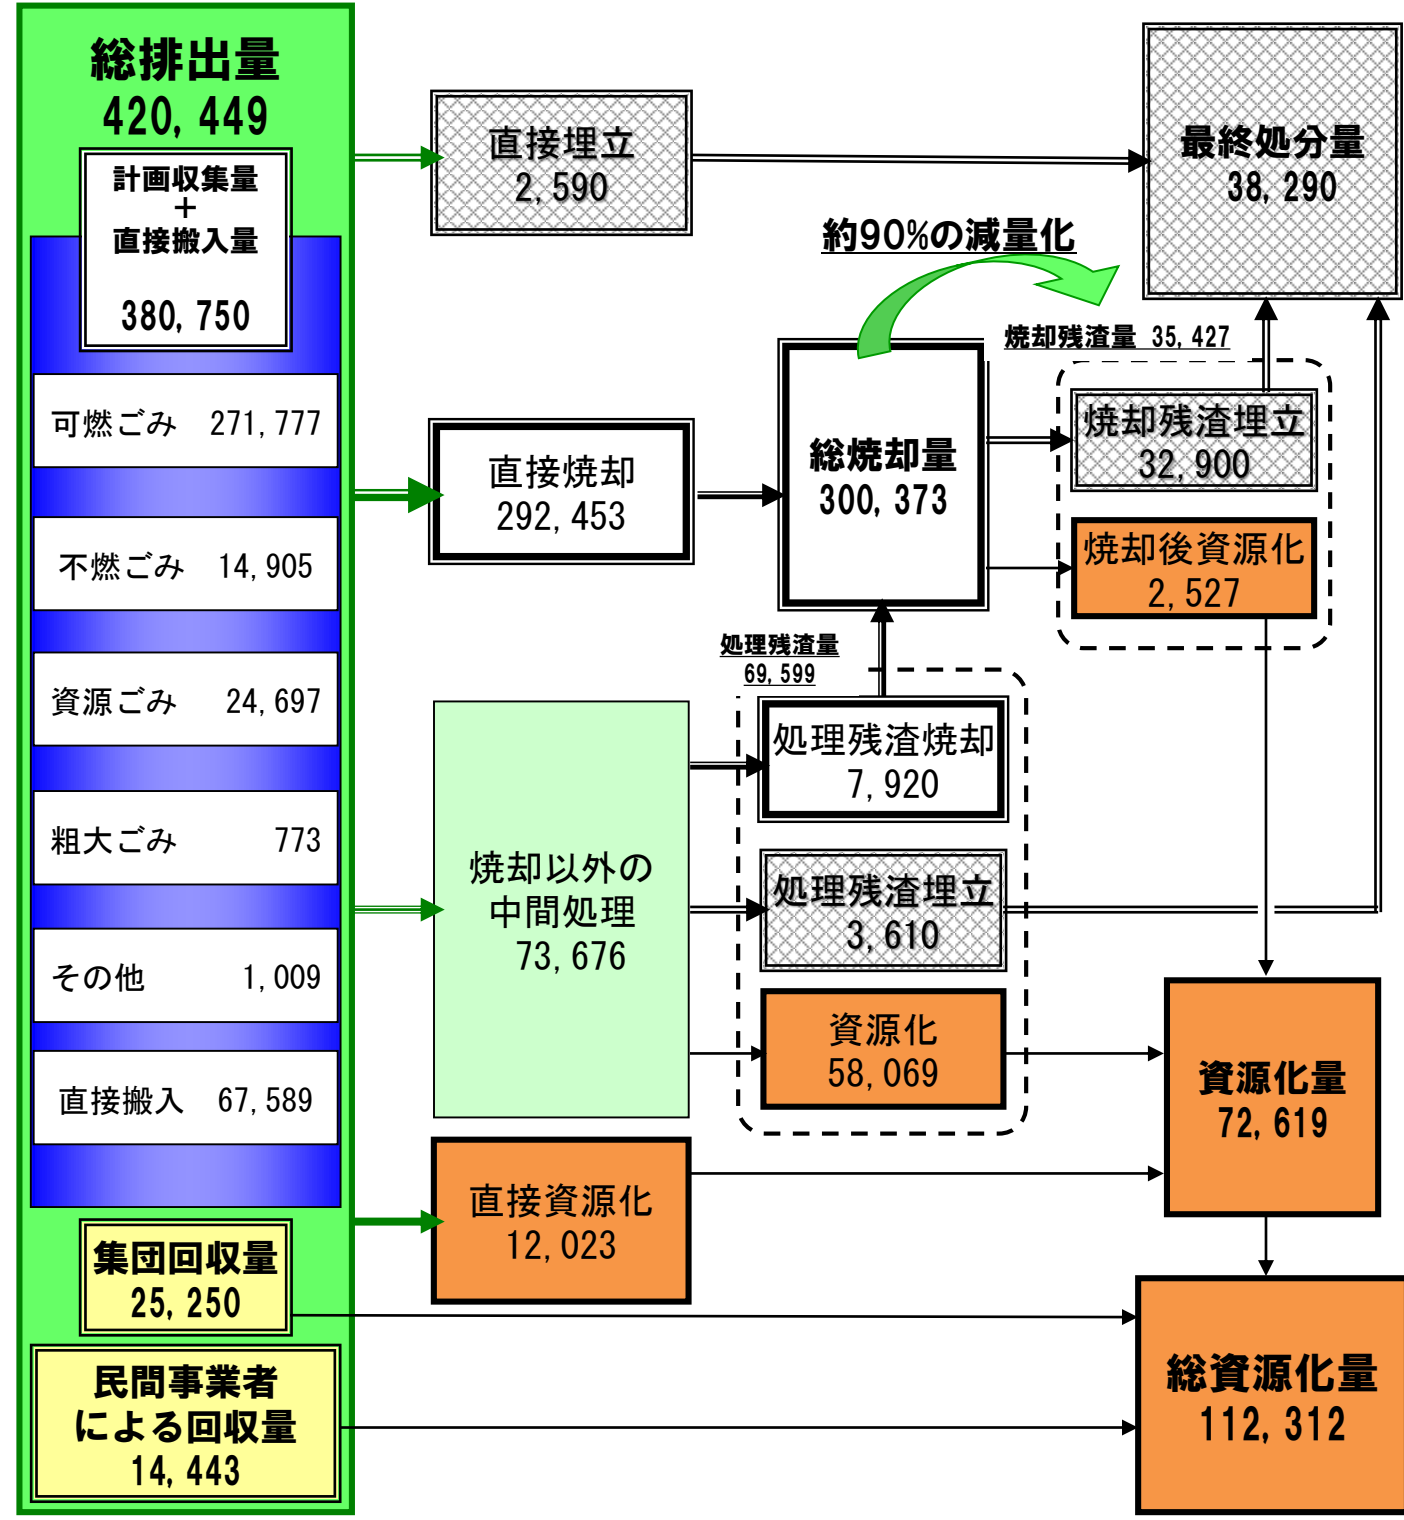 総排出量
420,449
計画収集量
+
直接搬入量
380,750
可燃ごみ 271,777
不燃ごみ 14,905
資源ごみ 24,697
粗大ごみ 773
その他 1,009
直接搬入 67,589
集団回収量
25,250
民間事業者
による回収量
14,443
直接埋立
2,590
直接焼却
292,453
焼却以外の
中間処理
73,676
直接資源化
12,023
約90%の減量化
総焼却量
300,373
処理残渣量
69,599
処理残渣焼却
7,920
処理残渣埋立
3,610
資源化
58,069
焼却残渣量 35,427
焼却残渣埋立
32,900
焼却後資源化
2,527
最終処分量
38,290
資源化量
72,619
総資源化量
112,312